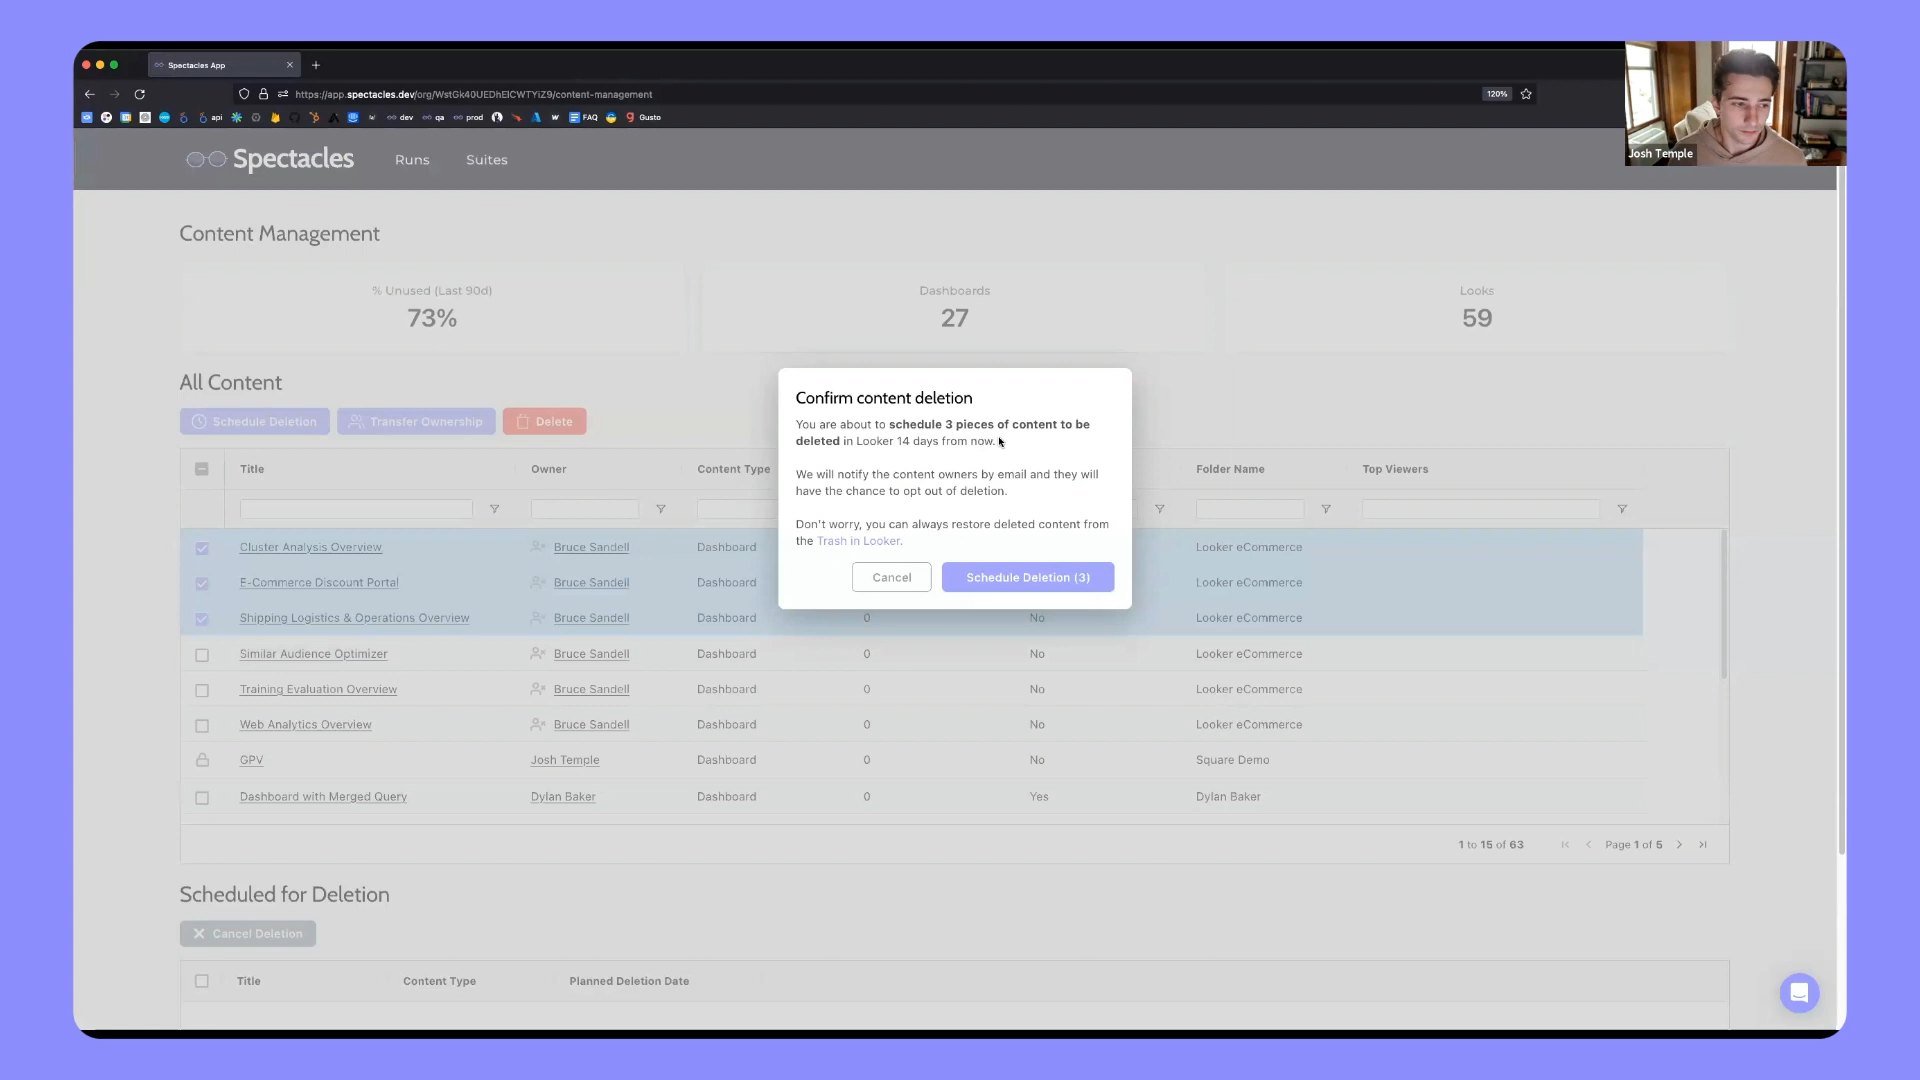 Spectacles App
https://app.spectacles.dev/org/WstGk40UEDhElCWTYiZ9/content-management
120%
api
dev
qa
prod
FAQ
Gusto
Josh Temple
Spectacles
Runs
Suites
Content Management
% Unused (Last 90d)
73%
Dashboards
27
Looks
59
All Content
Schedule Deletion
Transfer Ownership
Delete
Confirm content deletion
You are about to schedule 3 pieces of content to be
deleted in Looker 14 days from now.
We will notify the content owners by email and they will
have the chance to opt out of deletion.
Don't worry, you can always restore deleted content from
the Trash in Looker.
Cancel
Schedule Deletion (3)
Title Owner Content Type Folder Name Top Viewers
Cluster Analysis Overview Bruce Sandell Dashboard Looker eCommerce
E-Commerce Discount Portal Bruce Sandell Dashboard Looker eCommerce
Shipping Logistics & Operations Overview Bruce Sandell Dashboard 0 No Looker eCommerce
Similar Audience Optimizer Bruce Sandell Dashboard 0 No Looker eCommerce
Training Evaluation Overview Bruce Sandell Dashboard 0 No Looker eCommerce
Web Analytics Overview Bruce Sandell Dashboard 0 No Looker eCommerce
GPV Josh Temple Dashboard 0 No Square Demo
Dashboard with Merged Query Dylan Baker Dashboard 0 Yes Dylan Baker
1 to 15 of 63
Page 1 of 5
Scheduled for Deletion
Cancel Deletion
Title Content Type Planned Deletion Date